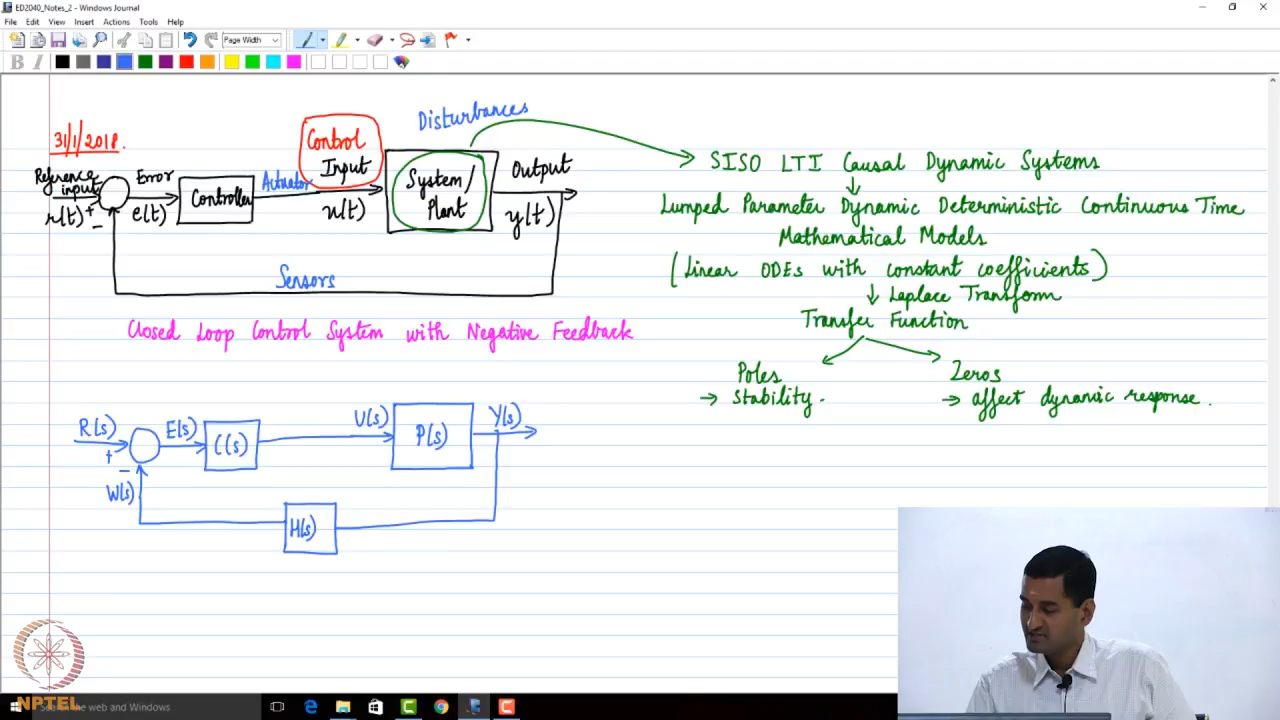 ED2040_Notes_2 - Windows Journal
File Edit View Insert Actions Tools Help
Page Width
B I
31/1/2018.
Disturbances
Control
Input
Reference
input
r(t)
+
-
Error
e(t)
Controller
Actuator
u(t)
System/
Plant
Output
y(t)
Sensors
Closed Loop Control System with Negative Feedback
SISO LTI Causal Dynamic Systems
Lumped Parameter Dynamic Deterministic Continuous Time
Mathematical Models
(Linear ODEs with constant coefficients)
Laplace Transform
Transfer Function
Poles
→ Stability.
Zeros
→ affect dynamic response.
R(s)
+
-
E(s)
C(s)
U(s)
P(s)
Y(s)
W(s)
H(s)
NPTEL
Search the web and Windows